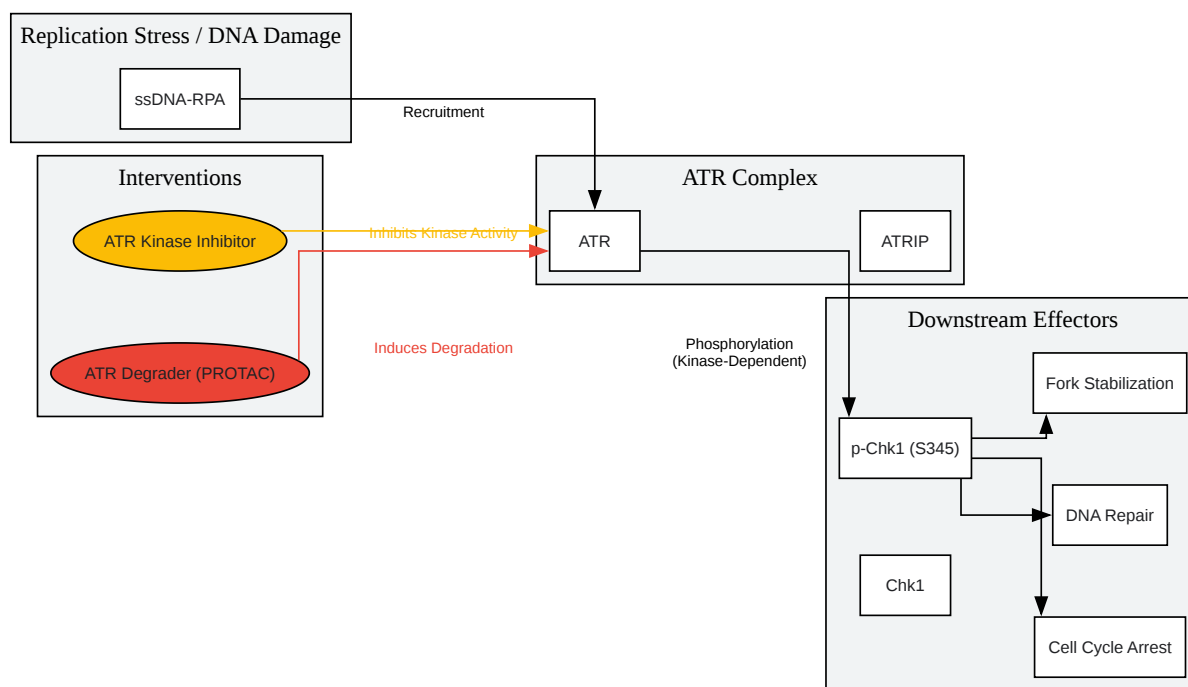 Replication Stress / DNA Damage
ssDNA-RPA
Recruitment
Interventions
ATR Kinase Inhibitor
Inhibits Kinase Activity
ATR Degrader (PROTAC)
Induces Degradation
ATR Complex
ATR
ATRIP
Phosphorylation
(Kinase-Dependent)
Downstream Effectors
Fork Stabilization
p-Chk1 (S345)
DNA Repair
Chk1
Cell Cycle Arrest